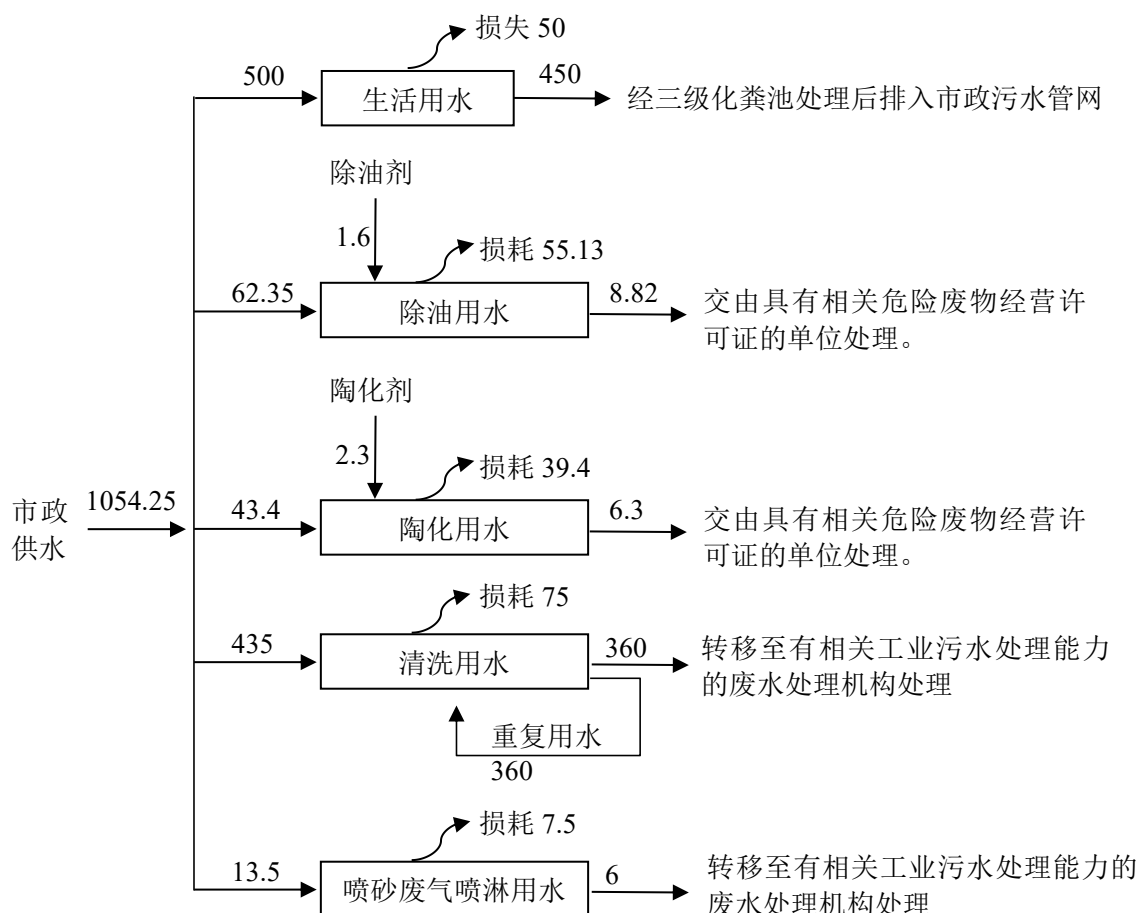 损失 50
500
生活用水
450
经三级化粪池处理后排入市政污水管网
除油剂
1.6
损耗 55.13
62.35
除油用水
8.82
交由具有相关危险废物经营许
可证的单位处理。
陶化剂
2.3
损耗 39.4
市政
供水
1054.25
43.4
陶化用水
6.3
交由具有相关危险废物经营许
可证的单位处理。
损耗 75
435
清洗用水
360
转移至有相关工业污水处理能力
的废水处理机构处理
重复用水
360
损耗 7.5
13.5
喷砂废气喷淋用水
6
转移至有相关工业污水处理能力的
废水处理机构处理